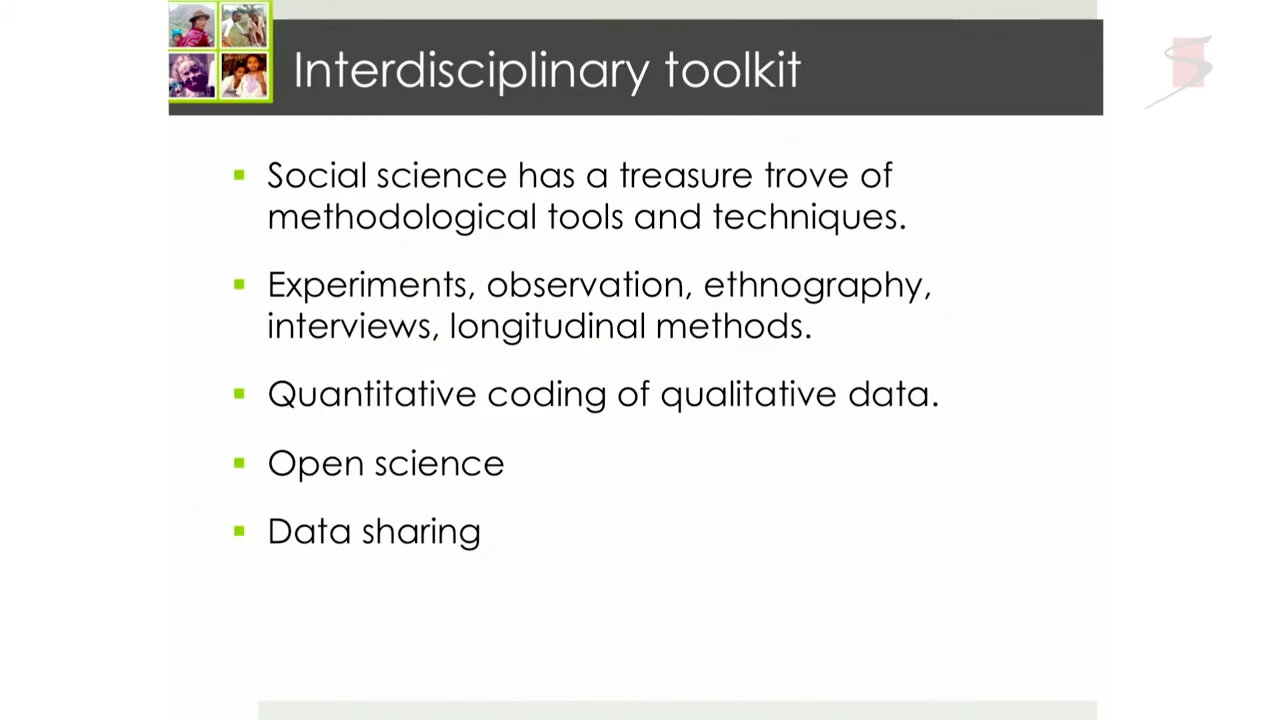 Interdisciplinary toolkit
Social science has a treasure trove of
methodological tools and techniques.
Experiments, observation, ethnography,
interviews, longitudinal methods.
Quantitative coding of qualitative data.
Open science
Data sharing